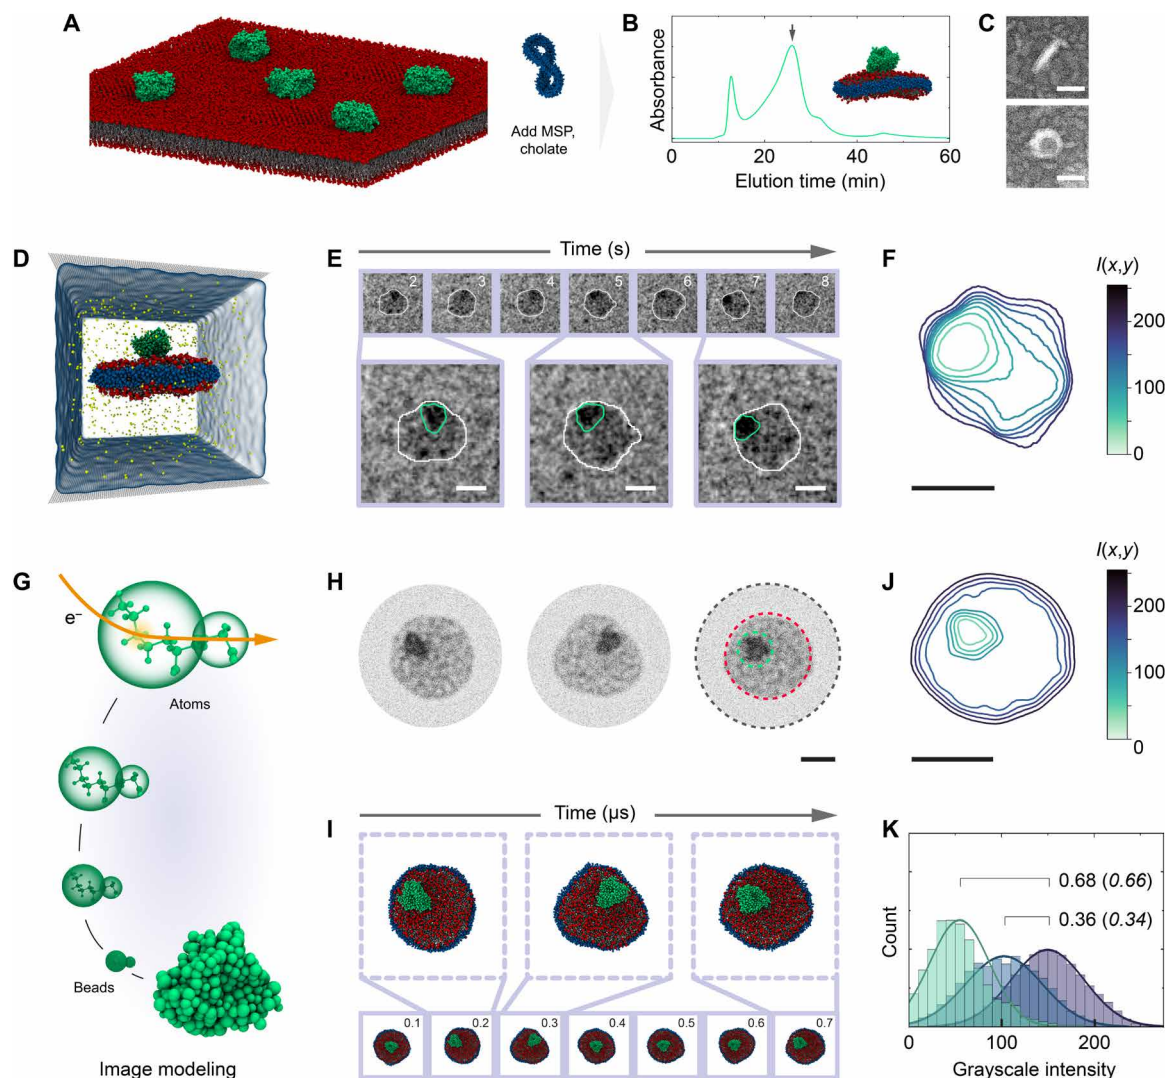 A
Add MSP,
cholate
B
Absorbance
0 20 40 60
Elution time (min)
C
D
E
Time (s)
2 3 4 5 6 7 8
F
I(x,y)
200
100
0
G
e–
Atoms
Beads
Image modeling
H
J
I(x,y)
200
100
0
I
Time (µs)
0.1 0.2 0.3 0.4 0.5 0.6 0.7
K
Count
0.68 (0.66)
0.36 (0.34)
0 100 200
Grayscale intensity